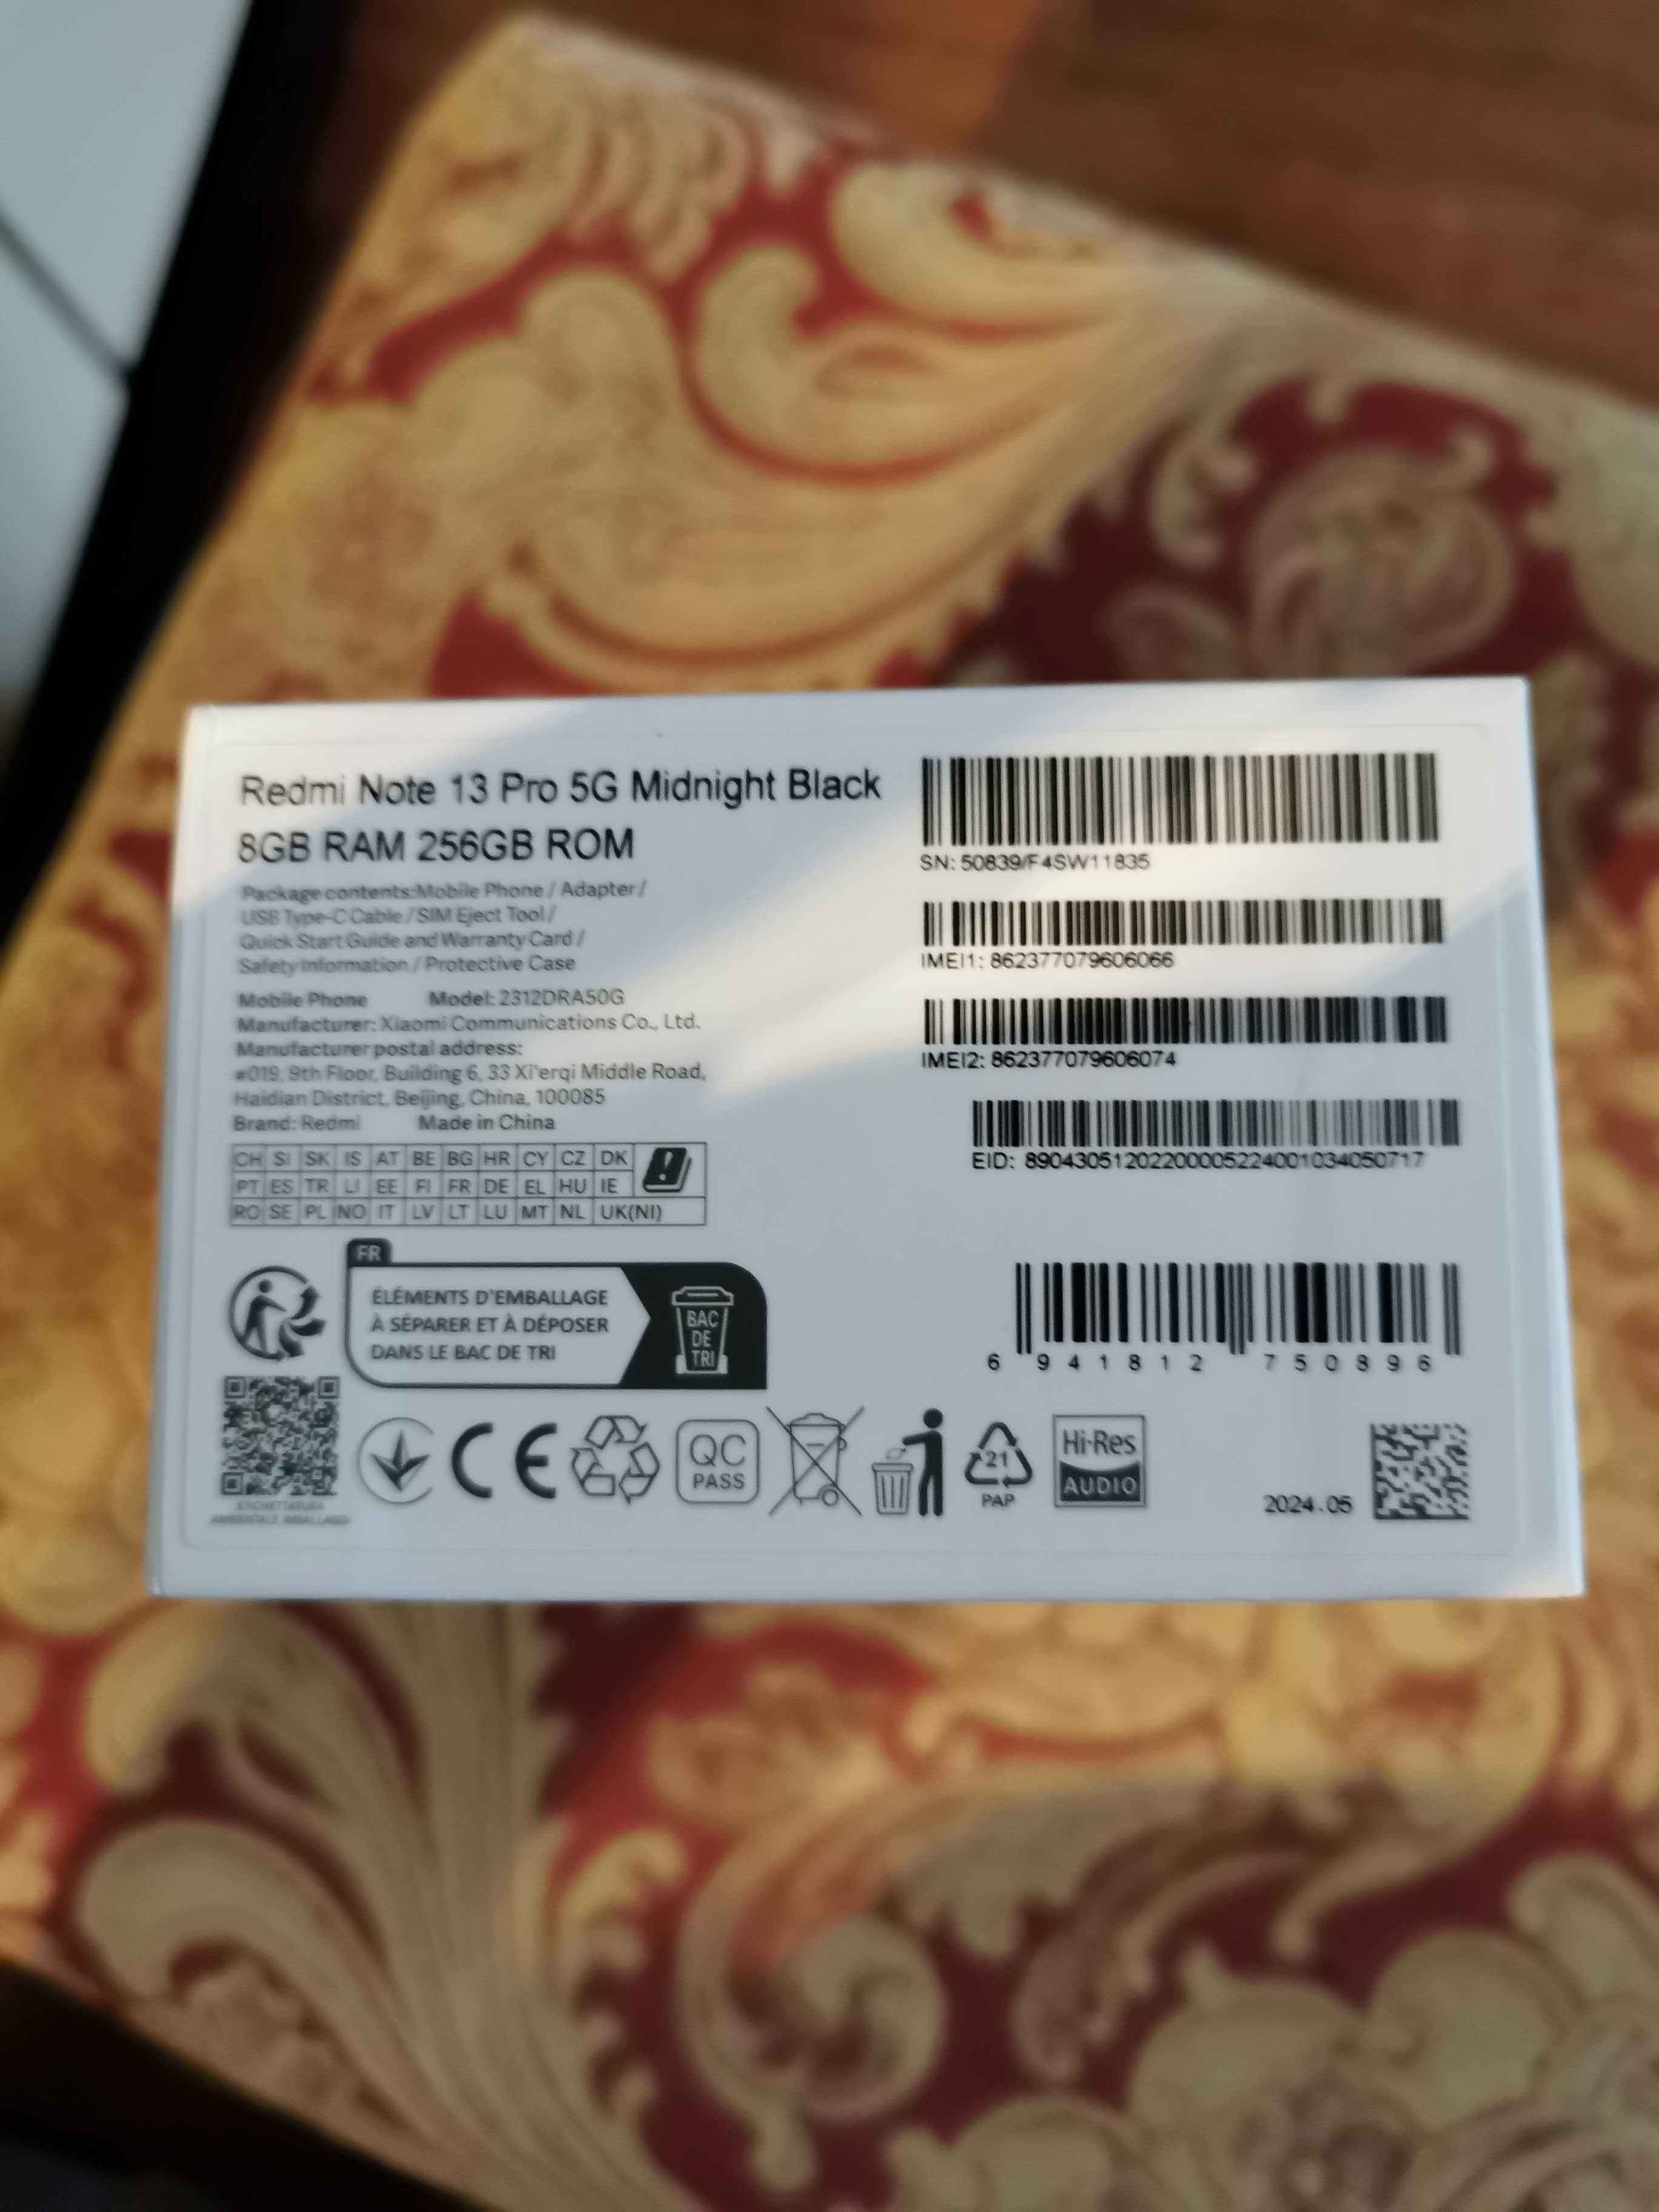 Redmi Note 13 Pro 5G Midnight Black
8GB RAM 256GB ROM
Package contents:Mobile Phone / Adapter /
USB Type-C Cable / SIM Eject Tool /
Quick Start Guide and Warranty Card /
Safety Information / Protective Case
Mobile Phone Model: 2312DRA50G
Manufacturer: Xiaomi Communications Co., Ltd.
Manufacturer postal address:
#019, 9th Floor, Building 6, 33 Xi'erqi Middle Road,
Haidian District, Beijing, China, 100085
Brand: Redmi Made in China
CH SI SK IS AT BE BG HR CY CZ DK
PT ES TR LI EE FI FR DE EL HU IE
RO SE PL NO IT LV LT LU MT NL UK(NI)
FR
ÉLÉMENTS D'EMBALLAGE
À SÉPARER ET À DÉPOSER
DANS LE BAC DE TRI
BAC
DE
TRI
ETICHETTATURA
AMBIENTALE IMBALLAGGI
CE
QC
PASS
21
PAP
Hi-Res
AUDIO
SN: 50839/F4SW11835
IMEI1: 862377079606066
IMEI2: 862377079606074
EID: 89043051202200005224001034050717
6 941812 750896
2024.05